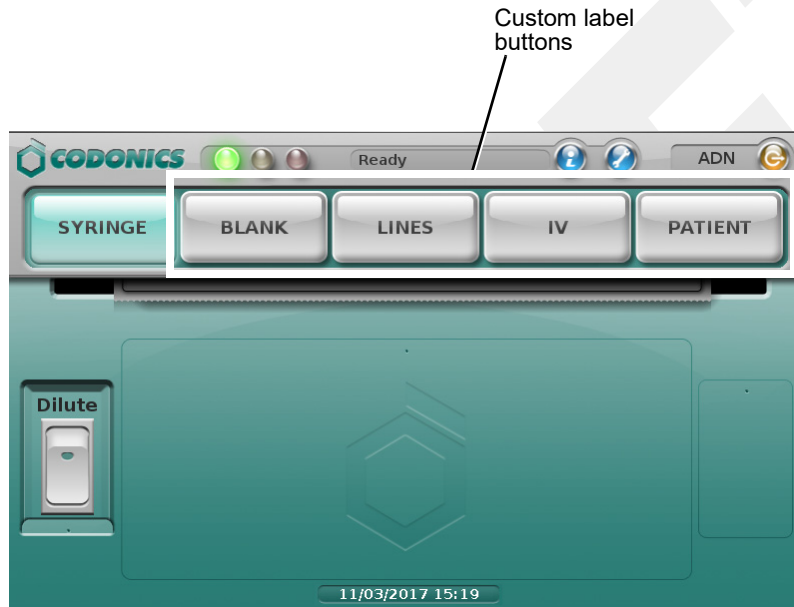 Custom label
buttons
CODONICS
Ready
ADN
SYRINGE
BLANK
LINES
IV
PATIENT
Dilute
11/03/2017 15:19